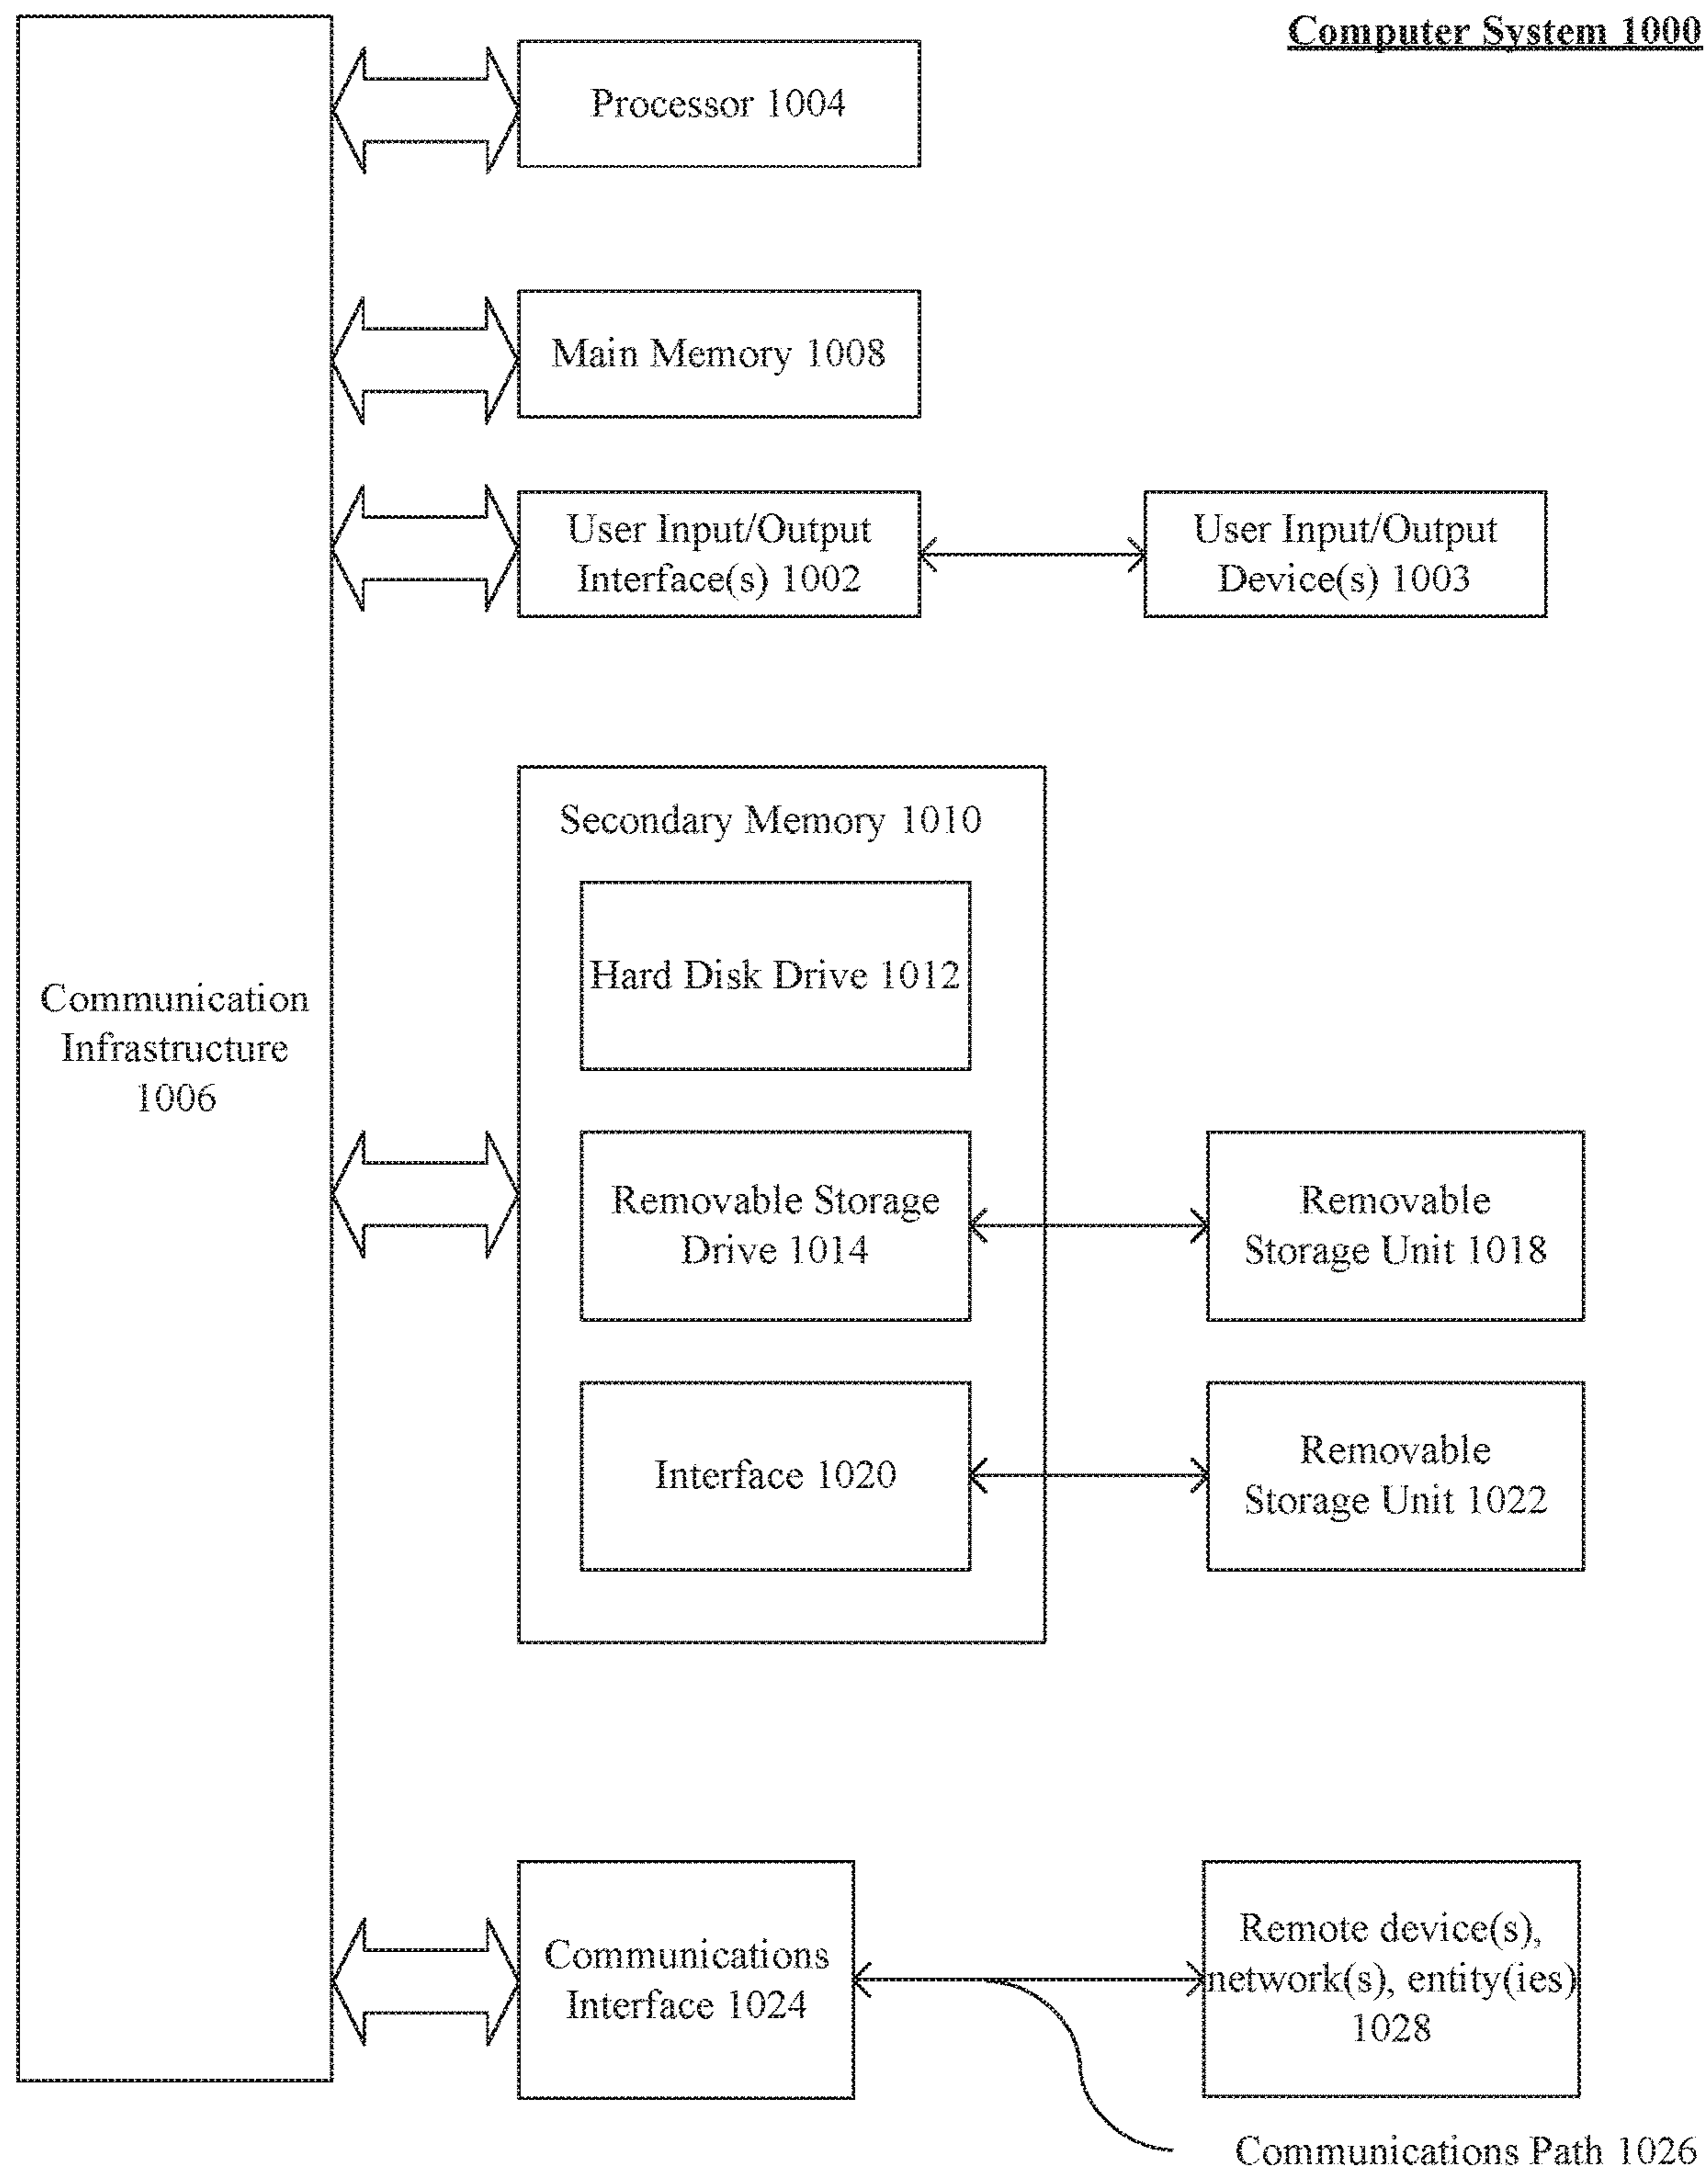 Computer System 1000
Processor 1004
Main Memory 1008
User Input/Output
Interface(s) 1002
User Input/Output
Device(s) 1003
Secondary Memory 1010
Hard Disk Drive 1012
Communication
Infrastructure
1006
Removable Storage
Drive 1014
Removable
Storage Unit 1018
Interface 1020
Removable
Storage Unit 1022
Communications
Interface 1024
Remote device(s),
network(s), entity(ies)
1028
Communications Path 1026